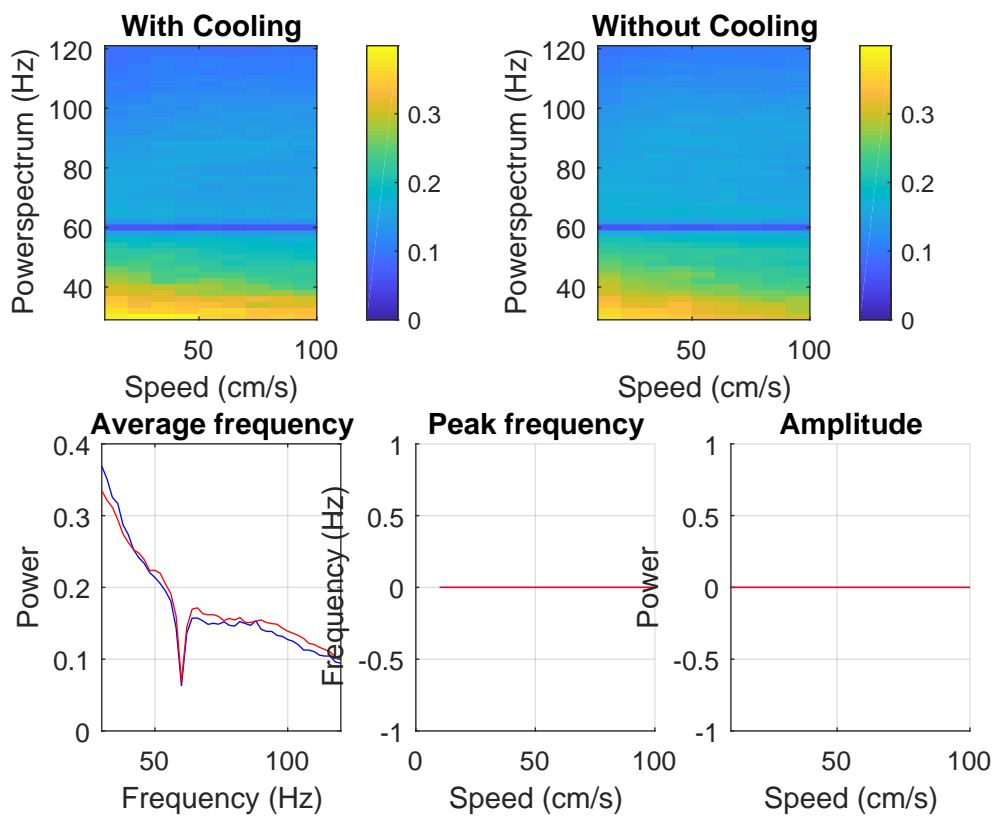 With Cooling
Without Cooling
Powerspectrum (Hz)
120
100
80
60
40
50
100
Speed (cm/s)
0.3
0.2
0.1
0
Powerspectrum (Hz)
120
100
80
60
40
50
100
Speed (cm/s)
0.3
0.2
0.1
0
Average frequency
Power
0.4
0.3
0.2
0.1
0
50
100
Frequency (Hz)
Peak frequency
Frequency (Hz)
1
0.5
0
-0.5
-1
0
50
100
Speed (cm/s)
Amplitude
Power
1
0.5
0
-0.5
-1
50
100
Speed (cm/s)